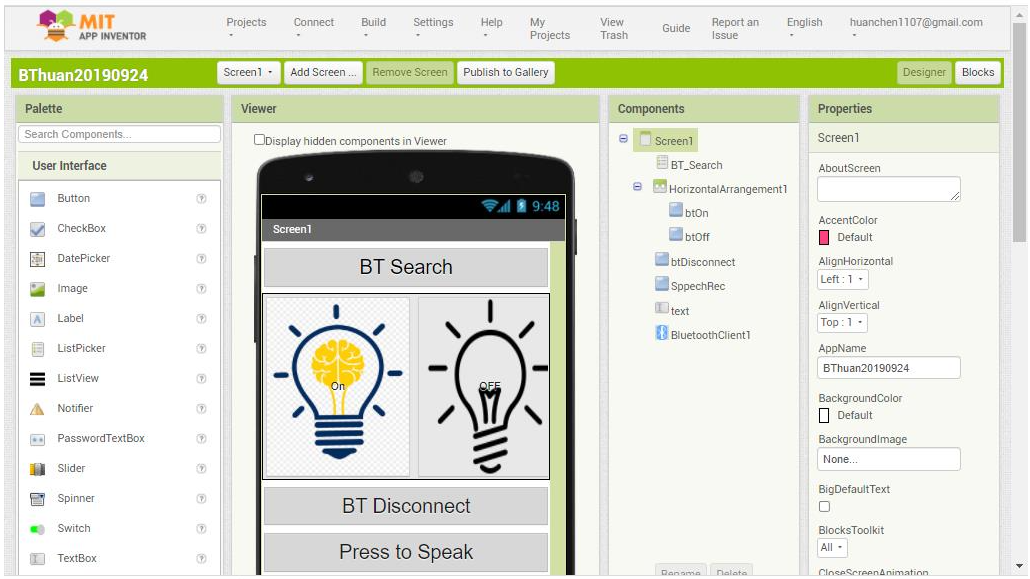 MIT
APP INVENTOR
Projects
Connect
Build
Settings
Help
My
Projects
View
Trash
Guide
Report an
Issue
English
huanchen1107@gmail.com
BThuan20190924
Screen1
Add Screen ...
Remove Screen
Publish to Gallery
Designer
Blocks
Palette
Search Components...
User Interface
Button
?
CheckBox
?
DatePicker
?
Image
?
Label
?
ListPicker
?
ListView
?
Notifier
?
PasswordTextBox
?
Slider
?
Spinner
?
Switch
?
TextBox
?
Viewer
Display hidden components in Viewer
9:48
Screen1
BT Search
On
OFF
BT Disconnect
Press to Speak
Components
Screen1
BT_Search
HorizontalArrangement1
btOn
btOff
btDisconnect
SppechRec
text
BluetoothClient1
Rename
Delete
Properties
Screen1
AboutScreen
AccentColor
Default
AlignHorizontal
Left : 1
AlignVertical
Top : 1
AppName
BThuan20190924
BackgroundColor
Default
BackgroundImage
None...
BigDefaultText
BlocksToolkit
All
CloseScreenAnimation